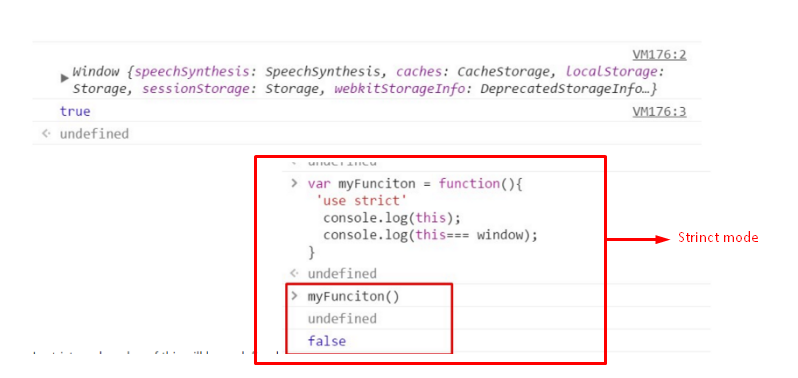 VM176:2
Window {speechSynthesis: SpeechSynthesis, caches: CacheStorage, localStorage:
Storage, sessionStorage: Storage, webkitStorageInfo: DeprecatedStorageInfo…}
true VM176:3
undefined
undefined
var myFunciton = function(){
'use strict'
console.log(this);
console.log(this=== window);
}
undefined
myFunciton()
undefined
false
Strinct mode